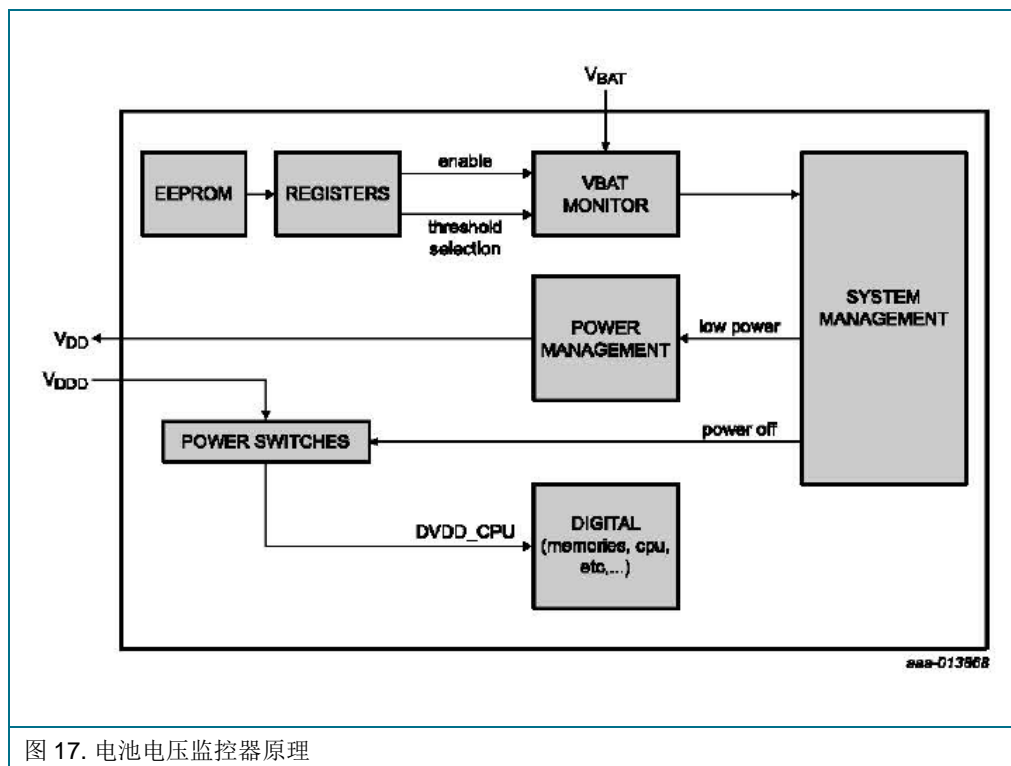 VBAT
EEPROM
REGISTERS
enable
threshold
selection
VBAT
MONITOR
SYSTEM
MANAGEMENT
POWER
MANAGEMENT
low power
VDD
VDDD
POWER SWITCHES
power off
DVDD_CPU
DIGITAL
(memories, cpu,
etc,...)
aaa-013868
图 17. 电池电压监控器原理